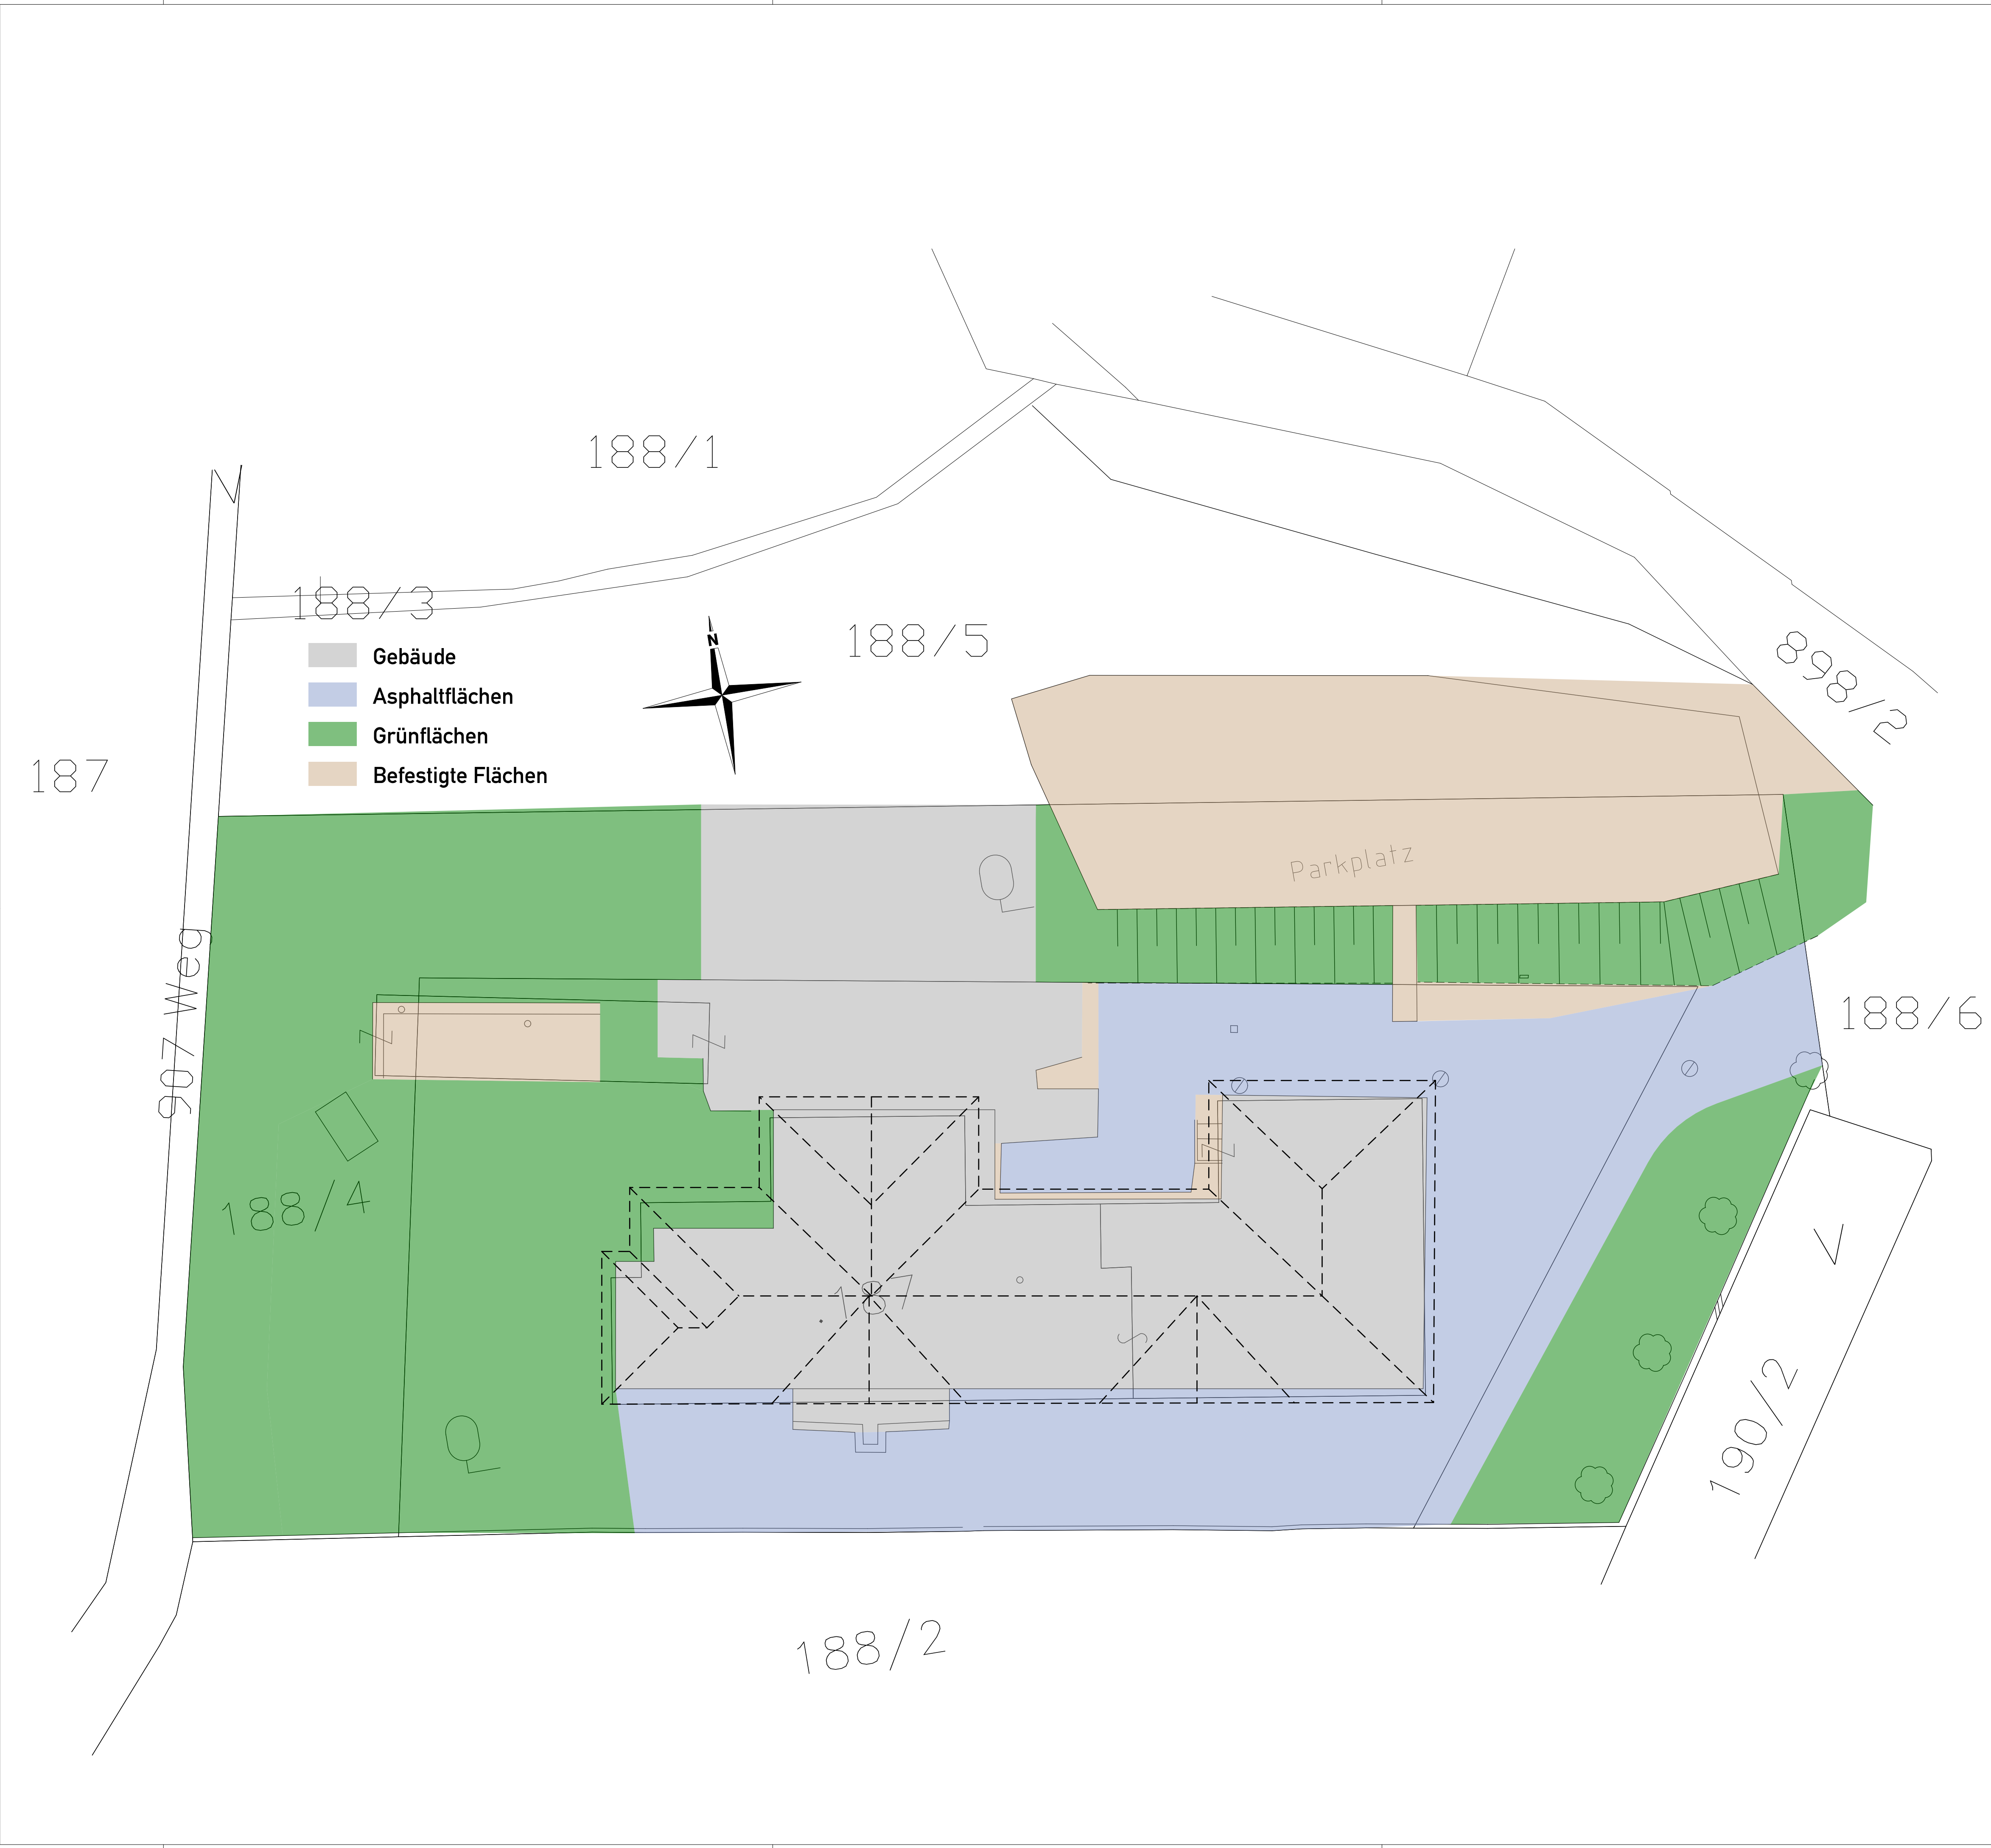 188/1
188/3
N
188/5
898/2
Gebäude
Asphaltflächen
Grünflächen
Befestigte Flächen
187
Parkplatz
907 Weg
188/6
188/4
187
190/2
188/2